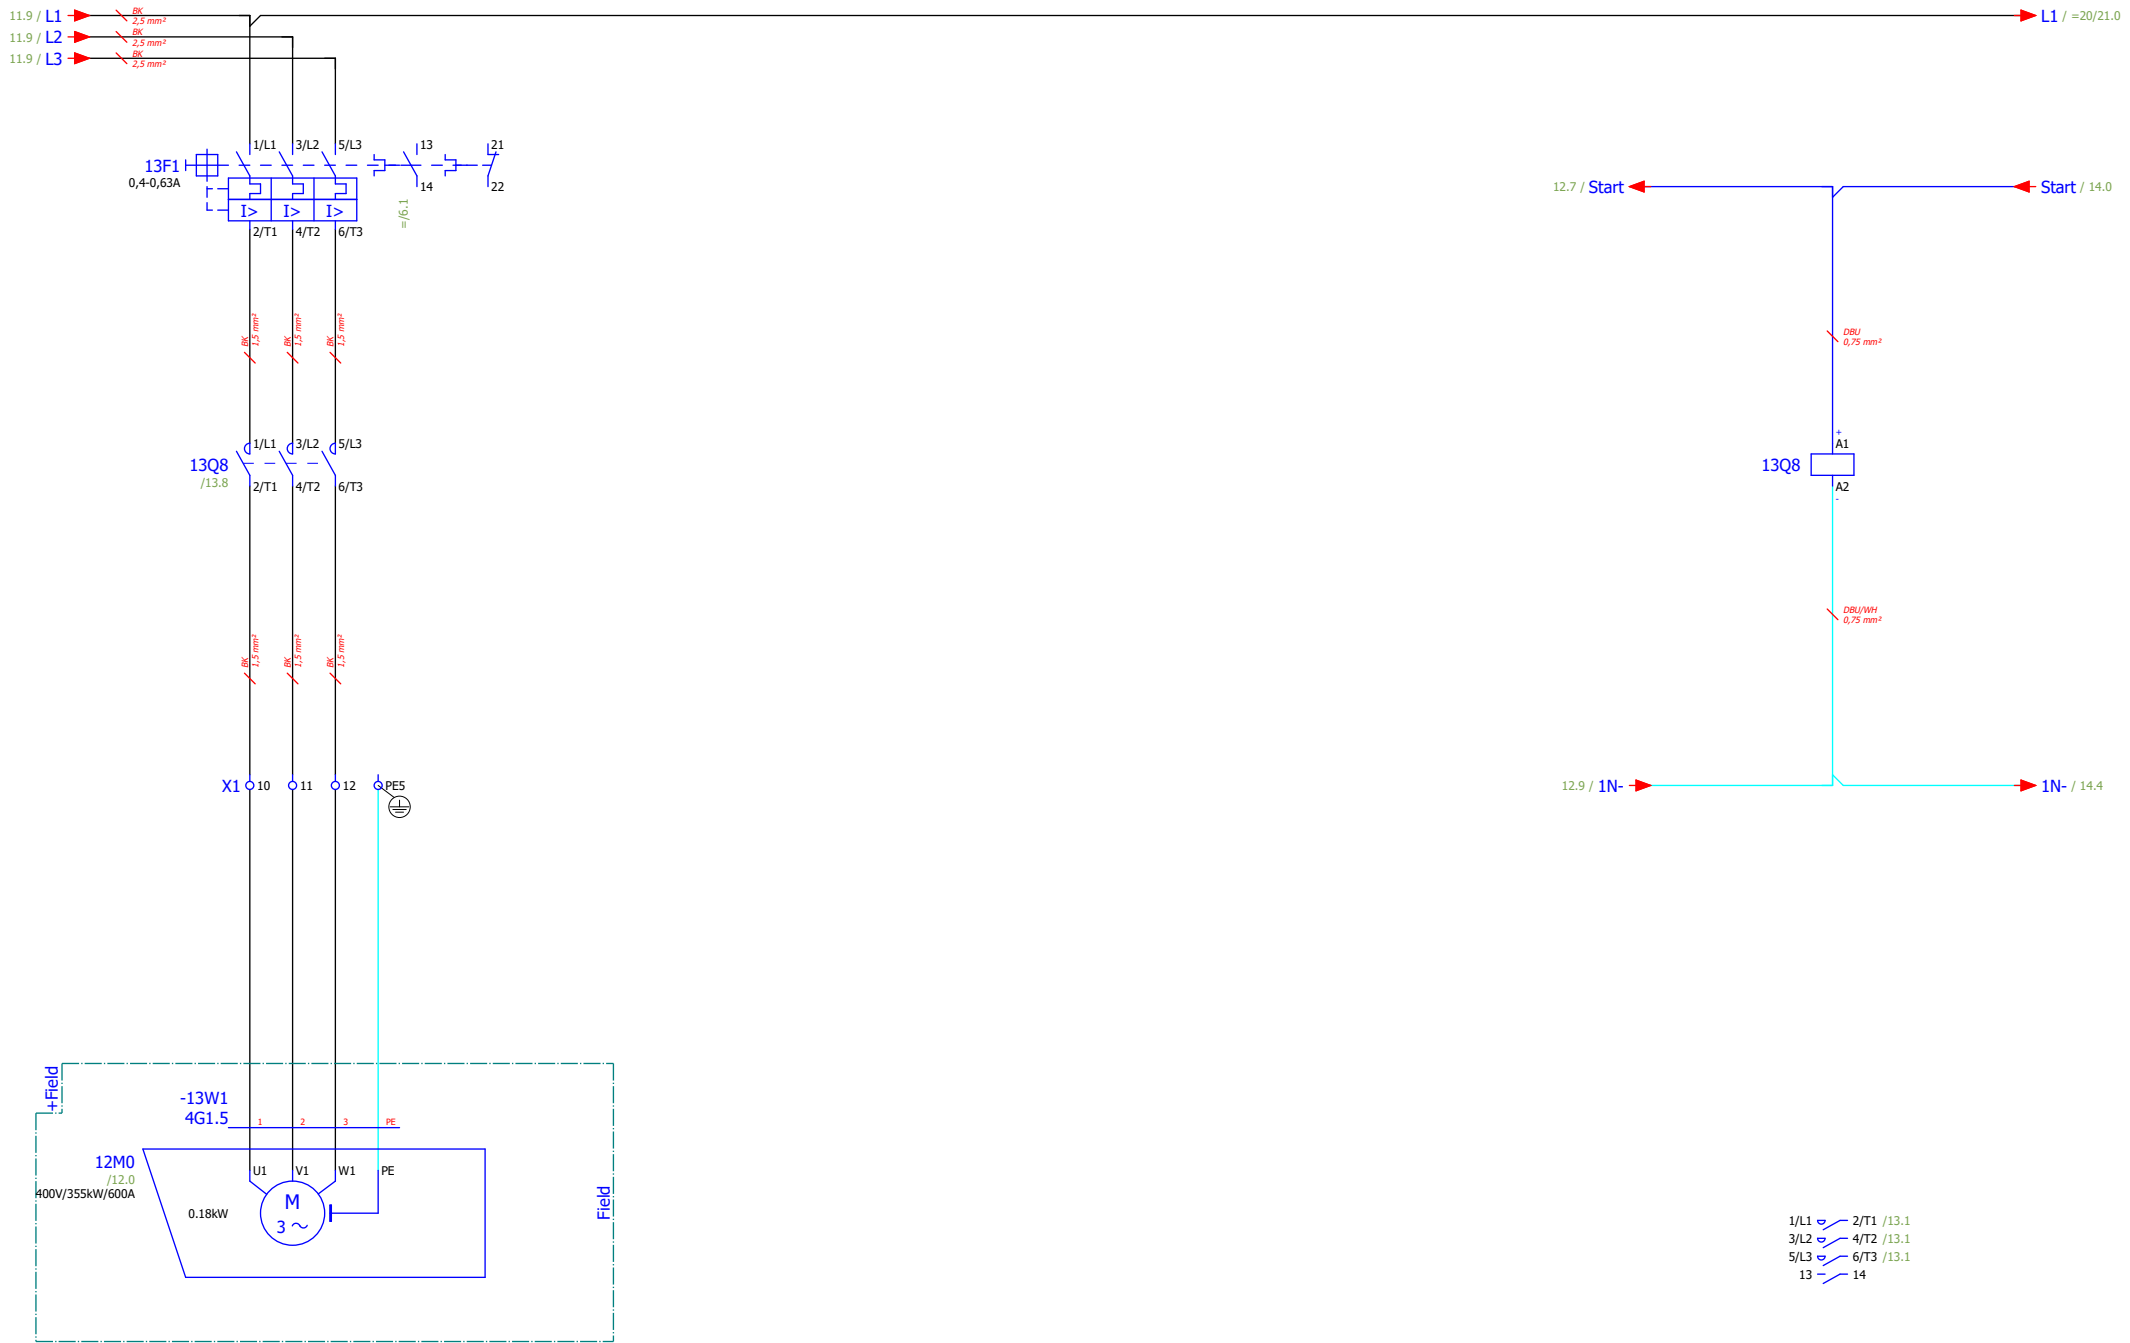 11.9 / L1
BK
2,5 mm²
L1 / =20/21.0
11.9 / L2
BK
2,5 mm²
11.9 / L3
BK
2,5 mm²
1/L1 3/L2 5/L3 13 21
13F1
0,4-0,63A
14 22
I> I> I>
=/6.1
2/T1 4/T2 6/T3
12.7 / Start
Start / 14.0
BK
1,5 mm²
BK
1,5 mm²
BK
1,5 mm²
DBU
0,75 mm²
1/L1 3/L2 5/L3
13Q8
/13.8
2/T1 4/T2 6/T3
+
A1
13Q8
A2
-
BK
1,5 mm²
BK
1,5 mm²
BK
1,5 mm²
DBU/WH
0,75 mm²
X1 10 11 12 PE5
12.9 / 1N-
1N- / 14.4
+Field
-13W1
4G1.5
1 2 3 PE
12M0
/12.0
400V/355kW/600A
U1 V1 W1 PE
M
3 ~
0.18kW
Field
1/L1 2/T1 /13.1
3/L2 4/T2 /13.1
5/L3 6/T3 /13.1
13 14